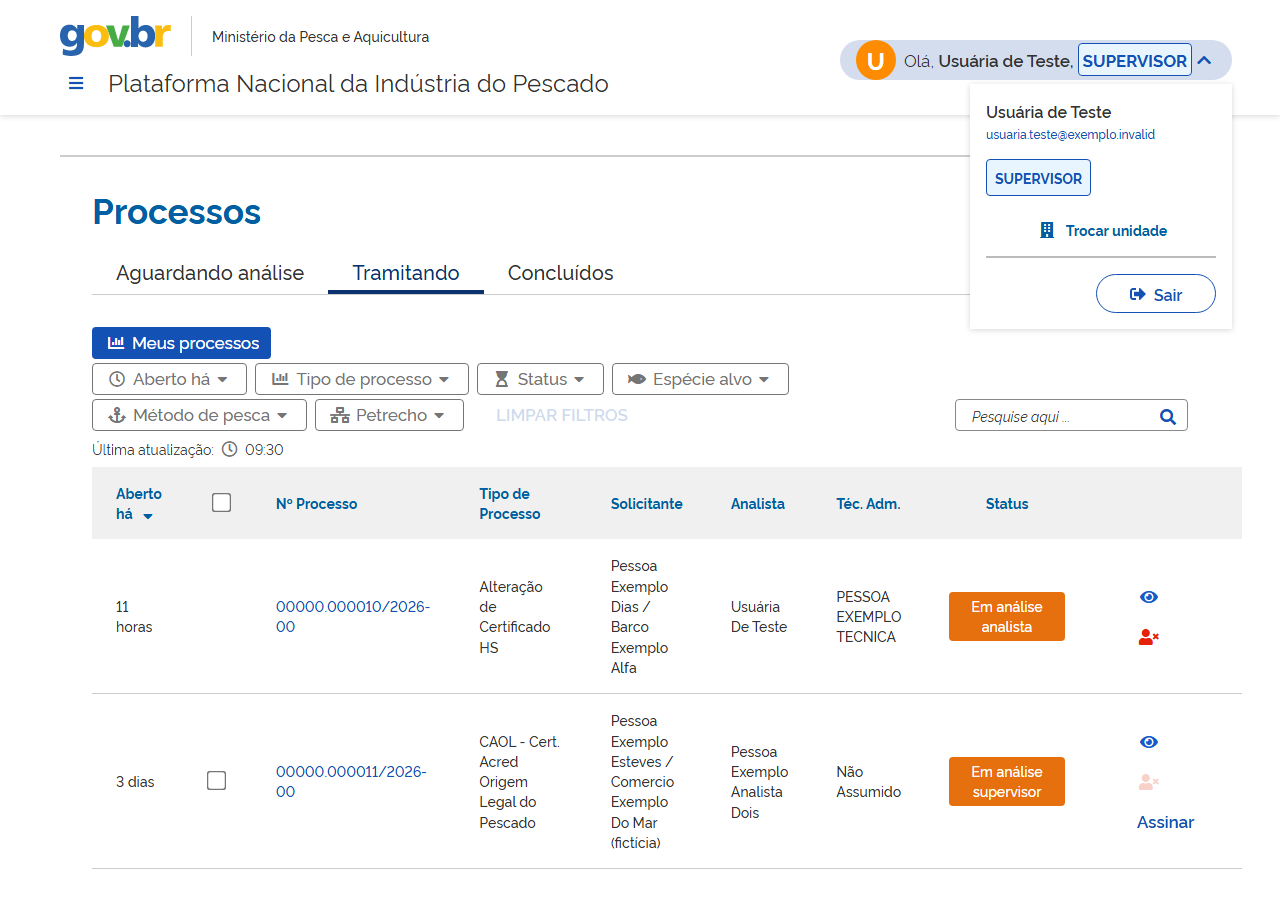 gov.br
Ministério da Pesca e Aquicultura
Plataforma Nacional da Indústria do Pescado
U
Olá, Usuária de Teste, SUPERVISOR
Usuária de Teste
usuaria.teste@exemplo.invalid
SUPERVISOR
Trocar unidade
Sair
Processos
Aguardando análise
Tramitando
Concluídos
Meus processos
Aberto há
Tipo de processo
Status
Espécie alvo
Método de pesca
Petrecho
LIMPAR FILTROS
Pesquise aqui ...
Última atualização: 09:30
Aberto
há
Nº Processo
Tipo de
Processo
Solicitante
Analista
Téc. Adm.
Status
11
horas
00000.000010/2026-
00
Alteração
de
Certificado
HS
Pessoa
Exemplo
Dias /
Barco
Exemplo
Alfa
Usuária
De Teste
PESSOA
EXEMPLO
TECNICA
Em análise
analista
3 dias
00000.000011/2026-
00
CAOL - Cert.
Acred
Origem
Legal do
Pescado
Pessoa
Exemplo
Esteves /
Comercio
Exemplo
Do Mar
(fictícia)
Pessoa
Exemplo
Analista
Dois
Não
Assumido
Em análise
supervisor
Assinar